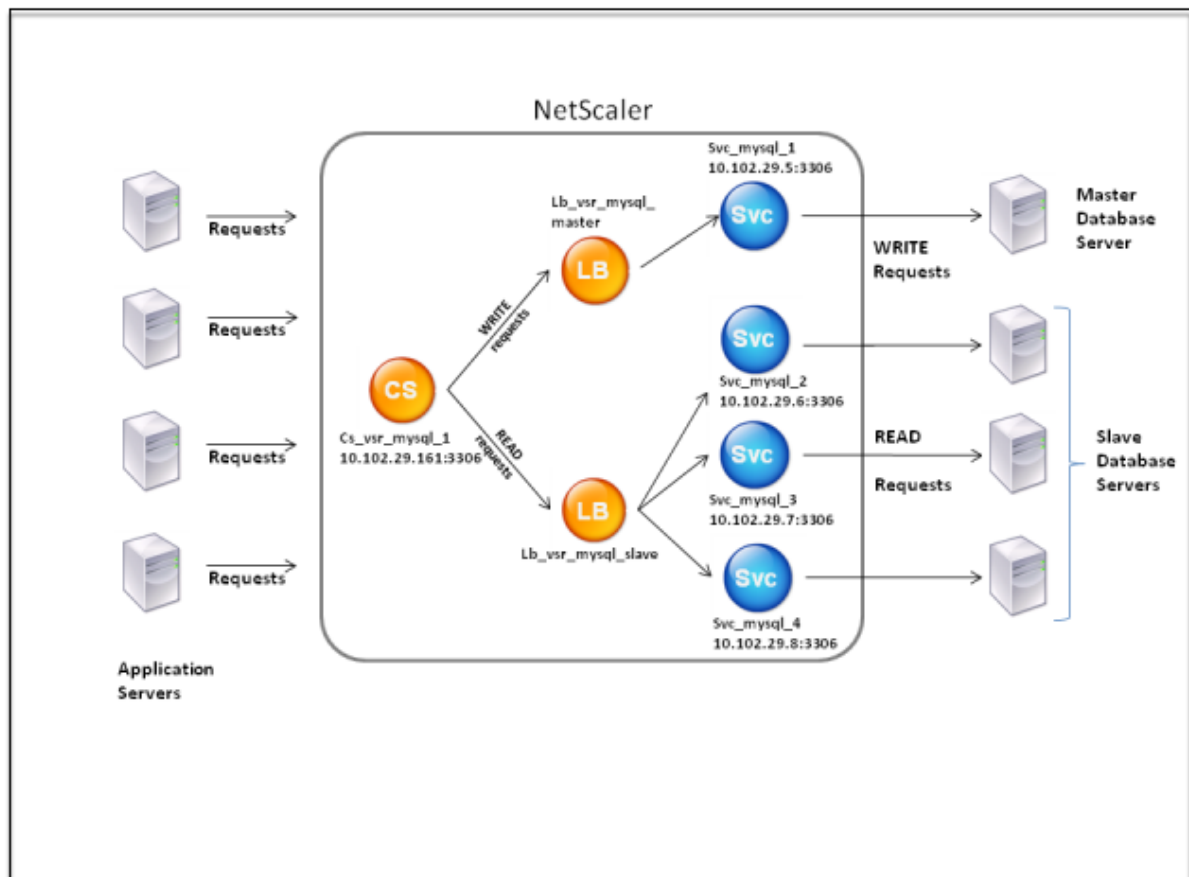 NetScaler
Requests
Requests
Requests
Requests
Application
Servers
CS
Cs_vsr_mysql_1
10.102.29.161:3306
WRITE
requests
READ
requests
Lb_vsr_mysql_
master
LB
LB
Lb_vsr_mysql_slave
Svc_mysql_1
10.102.29.5:3306
Svc
Svc
Svc_mysql_2
10.102.29.6:3306
Svc
Svc_mysql_3
10.102.29.7:3306
Svc
Svc_mysql_4
10.102.29.8:3306
WRITE
Requests
READ
Requests
Master
Database
Server
Slave
Database
Servers